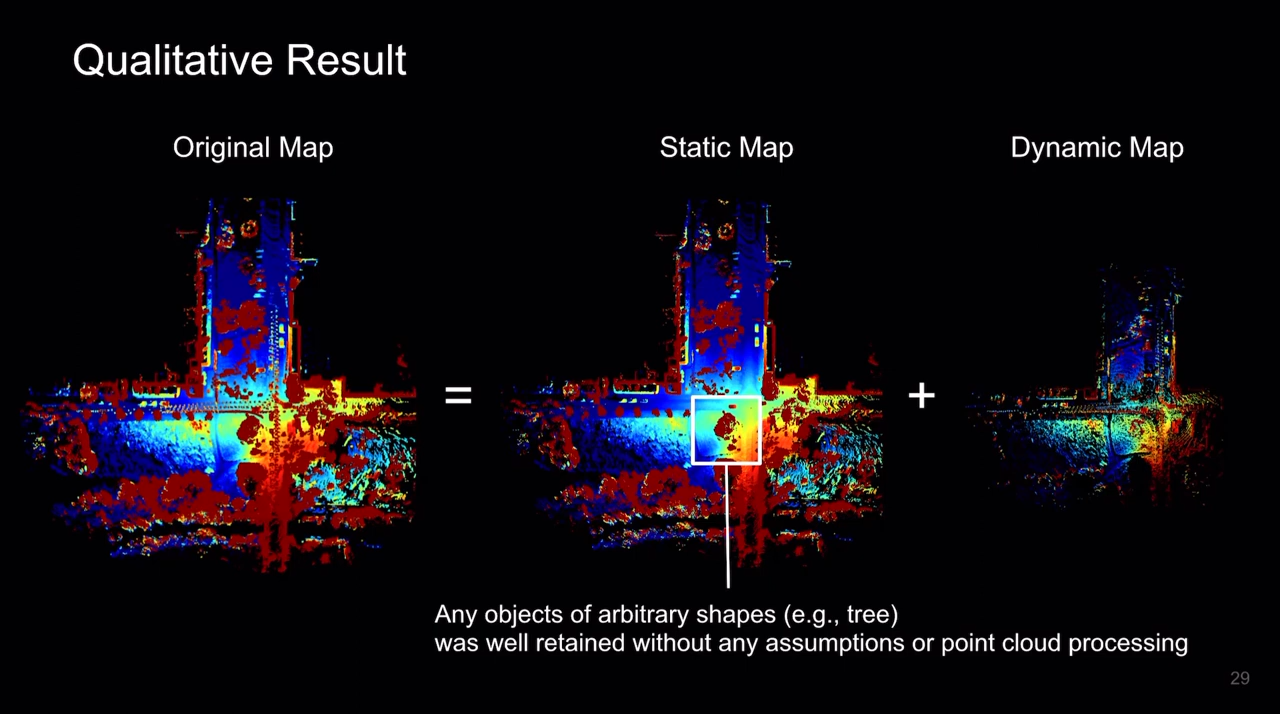 Qualitative Result
Original Map
Static Map
Dynamic Map
=
+
Any objects of arbitrary shapes (e.g., tree)
was well retained without any assumptions or point cloud processing
29